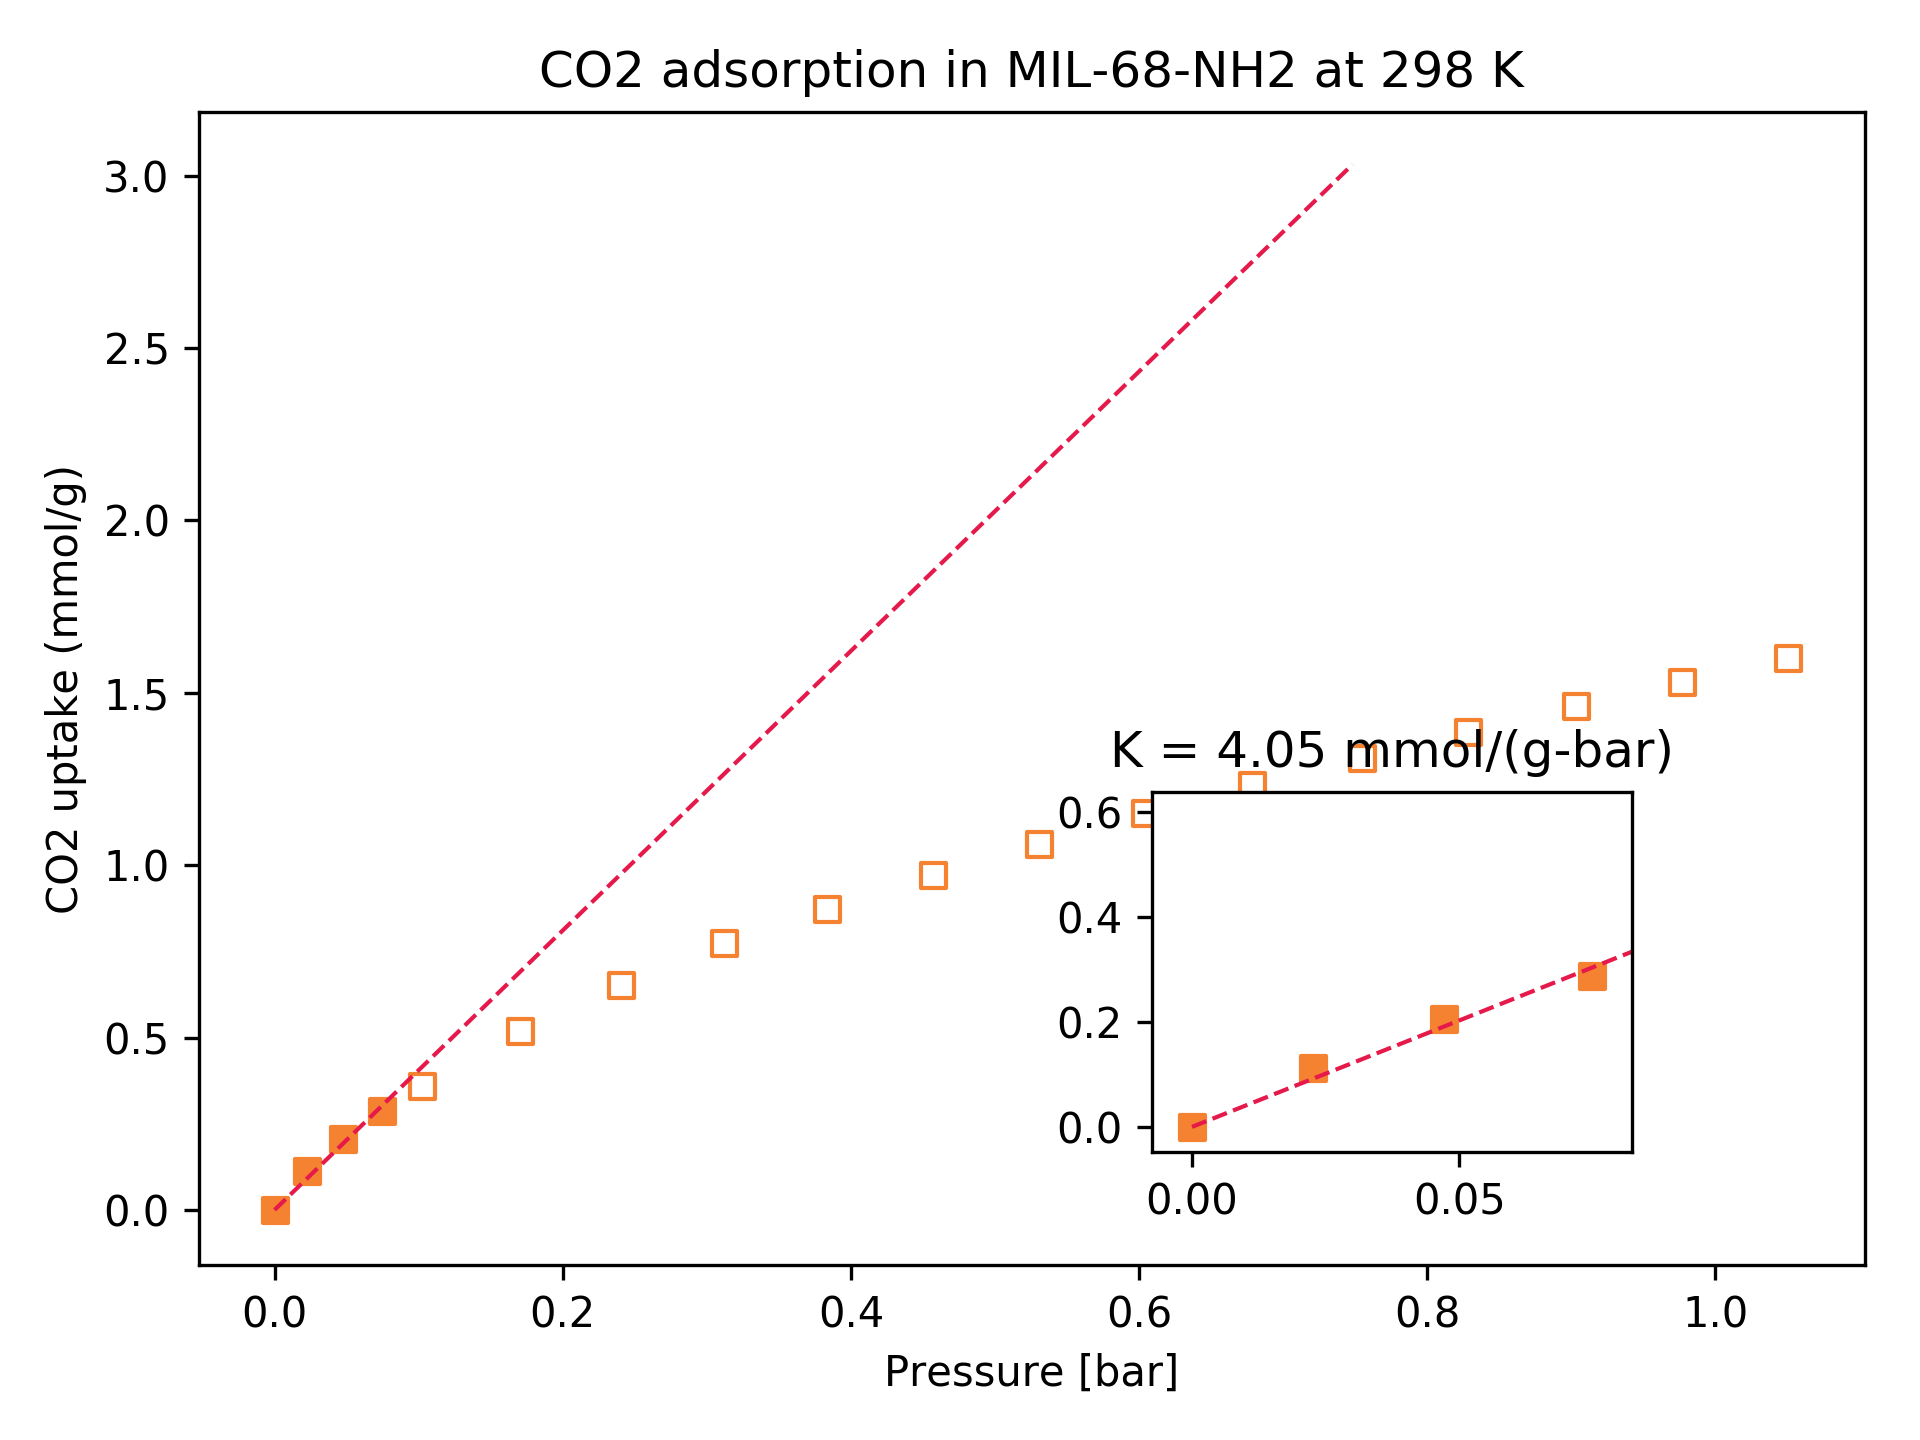 CO2 adsorption in MIL-68-NH2 at 298 K
CO2 uptake (mmol/g)
3.0
2.5
2.0
1.5
1.0
0.5
0.0
K = 4.05 mmol/(g-bar)
0.6
0.4
0.2
0.0
0.00 0.05
0.0 0.2 0.4 0.6 0.8 1.0
Pressure [bar]